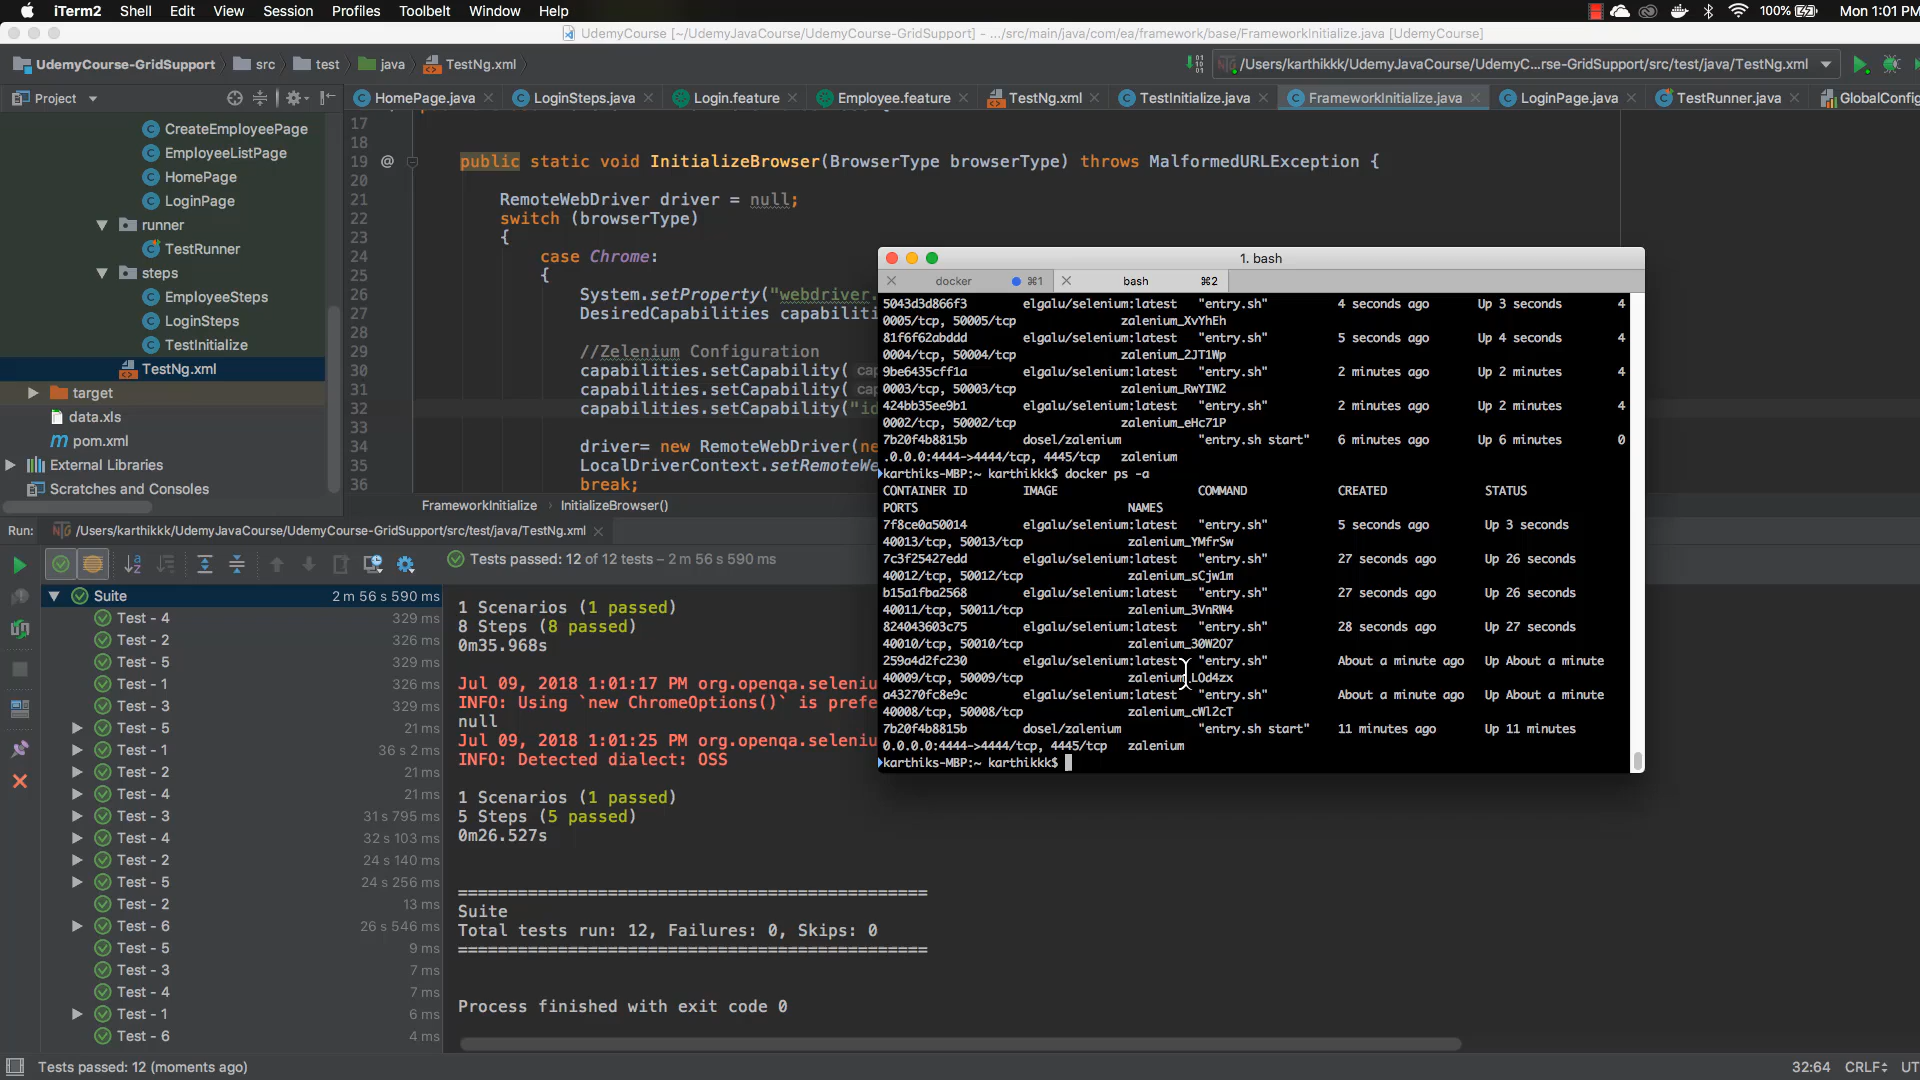 iTerm2 Shell Edit View Session Profiles Toolbelt Window Help 100% Mon 1:01 PM
UdemyCourse [~/UdemyJavaCourse/UdemyCourse-GridSupport] - .../src/main/java/com/ea/framework/base/FrameworkInitialize.java [UdemyCourse]
UdemyCourse-GridSupport src test java TestNg.xml /Users/karthikkk/UdemyJavaCourse/UdemyC...rse-GridSupport/src/test/java/TestNg.xml
Project HomePage.java LoginSteps.java Login.feature Employee.feature TestNg.xml TestInitialize.java FrameworkInitialize.java LoginPage.java TestRunner.java GlobalConfig
CreateEmployeePage
EmployeeListPage
HomePage
LoginPage
runner
TestRunner
steps
EmployeeSteps
LoginSteps
TestInitialize
TestNg.xml
target
data.xls
pom.xml
External Libraries
Scratches and Consoles
17
18
19 @ public static void InitializeBrowser(BrowserType browserType) throws MalformedURLException {
20
21 RemoteWebDriver driver = null;
22 switch (browserType)
23 {
24 case Chrome:
25 {
26 System.setProperty("webdriver.
27 DesiredCapabilities capabiliti
28
29 //Zelenium Configuration
30 capabilities.setCapability(
31 capabilities.setCapability(
32 capabilities.setCapability("id
33
34 driver= new RemoteWebDriver(ne
35 LocalDriverContext.setRemoteWe
36 break;
FrameworkInitialize InitializeBrowser()
1. bash
docker ⌘1 bash ⌘2
5043d3d866f3 elgalu/selenium:latest "entry.sh" 4 seconds ago Up 3 seconds 4
0005/tcp, 50005/tcp zalenium_XvYhEh
81f6f62abddd elgalu/selenium:latest "entry.sh" 5 seconds ago Up 4 seconds 4
0004/tcp, 50004/tcp zalenium_2JT1Wp
9be6435cff1a elgalu/selenium:latest "entry.sh" 2 minutes ago Up 2 minutes 4
0003/tcp, 50003/tcp zalenium_RwYIW2
424bb35ee9b1 elgalu/selenium:latest "entry.sh" 2 minutes ago Up 2 minutes 4
0002/tcp, 50002/tcp zalenium_eHc71P
7b20f4b8815b dosel/zalenium "entry.sh start" 6 minutes ago Up 6 minutes 0
.0.0.0:4444->4444/tcp, 4445/tcp zalenium
karthiks-MBP:~ karthikkk$ docker ps -a
CONTAINER ID IMAGE COMMAND CREATED STATUS
PORTS NAMES
7f8ce0a50014 elgalu/selenium:latest "entry.sh" 5 seconds ago Up 3 seconds
40013/tcp, 50013/tcp zalenium_YMfrSw
7c3f25427edd elgalu/selenium:latest "entry.sh" 27 seconds ago Up 26 seconds
40012/tcp, 50012/tcp zalenium_sCjw1m
b15a1fba2568 elgalu/selenium:latest "entry.sh" 27 seconds ago Up 26 seconds
40011/tcp, 50011/tcp zalenium_3VnRW4
824043603c75 elgalu/selenium:latest "entry.sh" 28 seconds ago Up 27 seconds
40010/tcp, 50010/tcp zalenium_30W2O7
259a4d2fc230 elgalu/selenium:latest "entry.sh" About a minute ago Up About a minute
40009/tcp, 50009/tcp zalenium_LOd4zx
a43270fc8e9c elgalu/selenium:latest "entry.sh" About a minute ago Up About a minute
40008/tcp, 50008/tcp zalenium_cWl2cT
7b20f4b8815b dosel/zalenium "entry.sh start" 11 minutes ago Up 11 minutes
0.0.0.0:4444->4444/tcp, 4445/tcp zalenium
karthiks-MBP:~ karthikkk$
Run: /Users/karthikkk/UdemyJavaCourse/UdemyCourse-GridSupport/src/test/java/TestNg.xml
Tests passed: 12 of 12 tests – 2 m 56 s 590 ms
Suite 2 m 56 s 590 ms
Test - 4 329 ms
Test - 2 326 ms
Test - 5 329 ms
Test - 1 326 ms
Test - 3 329 ms
Test - 5 28 ms
Test - 1 36 s 2 ms
Test - 2 21 ms
Test - 4 21 ms
Test - 3 31 s 795 ms
Test - 4 32 s 103 ms
Test - 2 24 s 140 ms
Test - 5 24 s 256 ms
Test - 2 13 ms
Test - 6 26 s 546 ms
Test - 5 9 ms
Test - 3 7 ms
Test - 4 7 ms
Test - 1 6 ms
Test - 6 4 ms
1 Scenarios (1 passed)
8 Steps (8 passed)
0m35.968s
Jul 09, 2018 1:01:17 PM org.openqa.seleniu
INFO: Using `new ChromeOptions()` is prefe
null
Jul 09, 2018 1:01:25 PM org.openqa.seleniu
INFO: Detected dialect: OSS
1 Scenarios (1 passed)
5 Steps (5 passed)
0m26.527s
===============================================
Suite
Total tests run: 12, Failures: 0, Skips: 0
===============================================
Process finished with exit code 0
Tests passed: 12 (moments ago) 32:64 CRLF UT